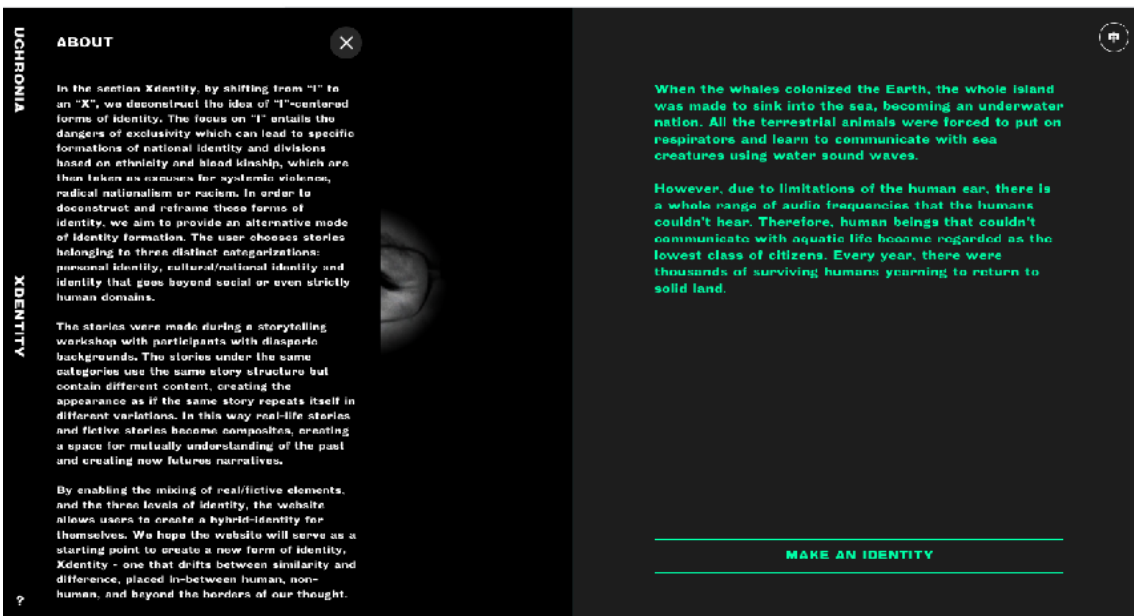 UCHRONIA
XDENTITY
?
ABOUT
In the section Xdentity, by shifting from "I" to
an "X", we deconstruct the idea of "I"-centered
forms of identity. The focus on "I" entails the
dangers of exclusivity which can lead to specific
formations of national identity and divisions
based on ethnicity and blood kinship, which are
then taken as excuses for systemic violence,
radical nationalism or racism. In order to
deconstruct and reframe these forms of
identity, we aim to provide an alternative mode
of identity formation. The user chooses stories
belonging to three distinct categorizations:
personal identity, cultural/national identity and
identity that goes beyond social or even strictly
human domains.
The stories were made during a storytelling
workshop with participants with diasporic
backgrounds. The stories under the same
categories use the same story structure but
contain different content, creating the
appearance as if the same story repeats itself in
different variations. In this way real-life stories
and fictive stories become composites, creating
a space for mutually understanding of the past
and creating new futures narratives.
By enabling the mixing of real/fictive elements,
and the three levels of identity, the website
allows users to create a hybrid-identity for
themselves. We hope the website will serve as a
starting point to create a new form of identity,
Xdentity - one that drifts between similarity and
difference, placed in-between human, non-
human, and beyond the borders of our thought.
When the whales colonized the Earth, the whole island
was made to sink into the sea, becoming an underwater
nation. All the terrestrial animals were forced to put on
respirators and learn to communicate with sea
creatures using water sound waves.
However, due to limitations of the human ear, there is
a whole range of audio frequencies that the humans
couldn't hear. Therefore, human beings that couldn't
communicate with aquatic life became regarded as the
lowest class of citizens. Every year, there were
thousands of surviving humans yearning to return to
solid land.
MAKE AN IDENTITY
中